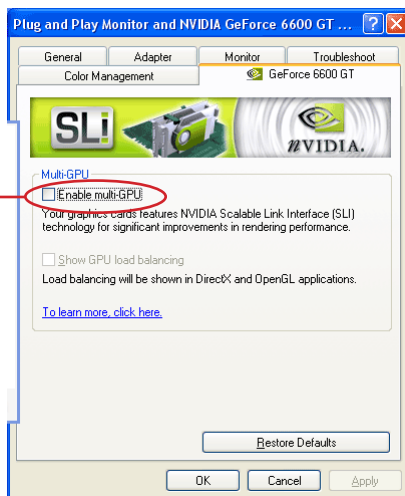 Plug and Play Monitor and NVIDIA GeForce 6600 GT ...
General Adapter Monitor Troubleshoot
Color Management GeForce 6600 GT
SLI
nVIDIA.
Multi-GPU
Enable multi-GPU
Your graphics cards features NVIDIA Scalable Link Interface (SLI)
technology for significant improvements in rendering performance.
Show GPU load balancing
Load balancing will be shown in DirectX and OpenGL applications.
To learn more, click here.
Restore Defaults
OK Cancel Apply